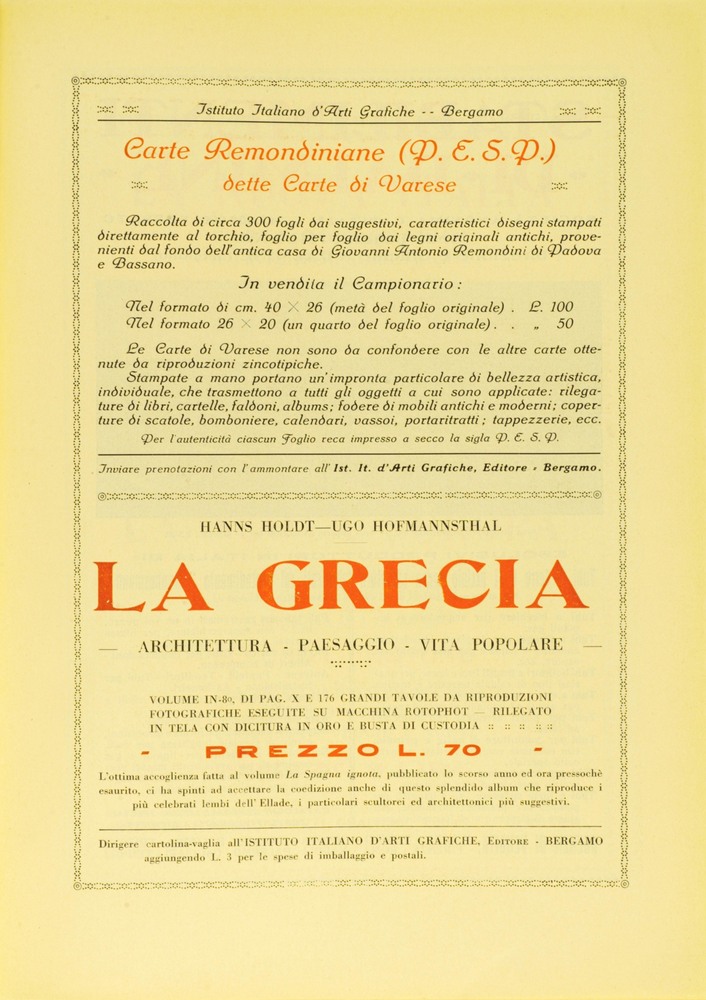 Istituto Italiano d'Arti Grafiche -- Bergamo
Carte Remondiniane (P. E. S. P.)
dette Carte di Varese
Raccolta di circa 300 fogli dai suggestivi, caratteristici disegni stampati
direttamente al torchio, foglio per foglio dai legni originali antichi, prove-
nienti dal fondo dell'antica casa di Giovanni Antonio Remondini di Padova
e Bassano.
In vendita il Campionario:
Nel formato di cm. 40 × 26 (metà del foglio originale) . L. 100
Nel formato 26 × 20 (un quarto del foglio originale). . „ 50
Le Carte di Varese non sono da confondere con le altre carte otte-
nute da riproduzioni zincotipiche.
Stampate a mano portano un'impronta particolare di bellezza artistica,
individuale, che trasmettono a tutti gli oggetti a cui sono applicate: rilega-
ture di libri, cartelle, faldoni, albums; fodere di mobili antichi e moderni; coper-
ture di scatole, bomboniere, calendari, vassoi, portaritratti; tappezzerie, ecc.
Per l'autenticità ciascun Foglio reca impresso a secco la sigla P. E. S. P.
Inviare prenotazioni con l'ammontare all' Ist. It. d'Arti Grafiche, Editore - Bergamo.
HANNS HOLDT—UGO HOFMANNSTHAL
LA GRECIA
— ARCHITETTURA - PAESAGGIO - VITA POPOLARE —
VOLUME IN-8o, DI PAG. X E 176 GRANDI TAVOLE DA RIPRODUZIONI
FOTOGRAFICHE ESEGUITE SU MACCHINA ROTOPHOT — RILEGATO
IN TELA CON DICITURA IN ORO E BUSTA DI CUSTODIA :: :: :: :: ::
- PREZZO L. 70 -
L'ottima accoglienza fatta al volume La Spagna ignota, pubblicato lo scorso anno ed ora pressochè
esaurito, ci ha spinti ad accettare la coedizione anche di questo splendido album che riproduce i
più celebrati lembi dell'Ellade, i particolari scultorei ed architettonici più suggestivi.
Dirigere cartolina-vaglia all'ISTITUTO ITALIANO D'ARTI GRAFICHE, EDITORE - BERGAMO
aggiungendo L. 3 per le spese di imballaggio e postali.